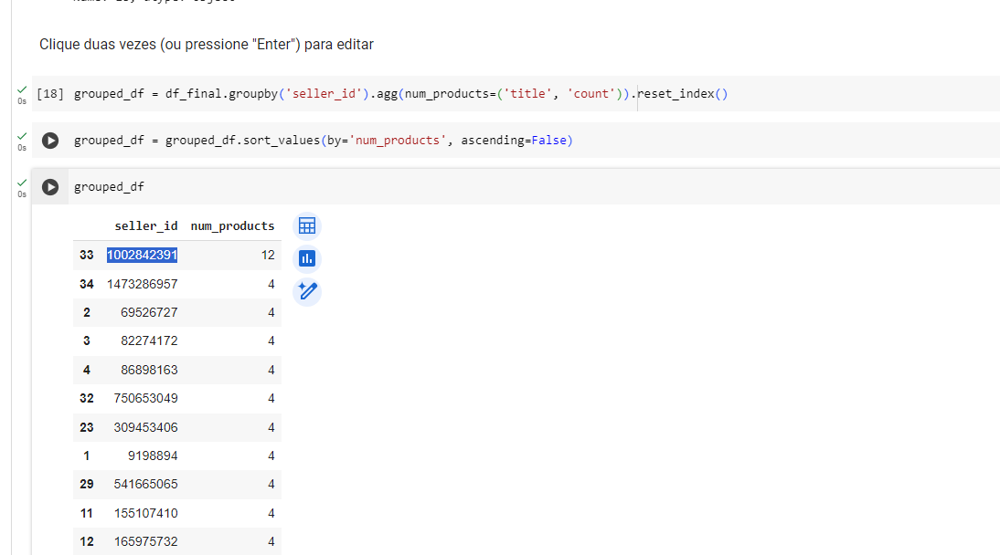 Clique duas vezes (ou pressione "Enter") para editar
0s [18] grouped_df = df_final.groupby('seller_id').agg(num_products=('title', 'count')).reset_index()
0s grouped_df = grouped_df.sort_values(by='num_products', ascending=False)
0s grouped_df
seller_id num_products
33 1002842391 12
34 1473286957 4
2 69526727 4
3 82274172 4
4 86898163 4
32 750653049 4
23 309453406 4
1 9198894 4
29 541665065 4
11 155107410 4
12 165975732 4